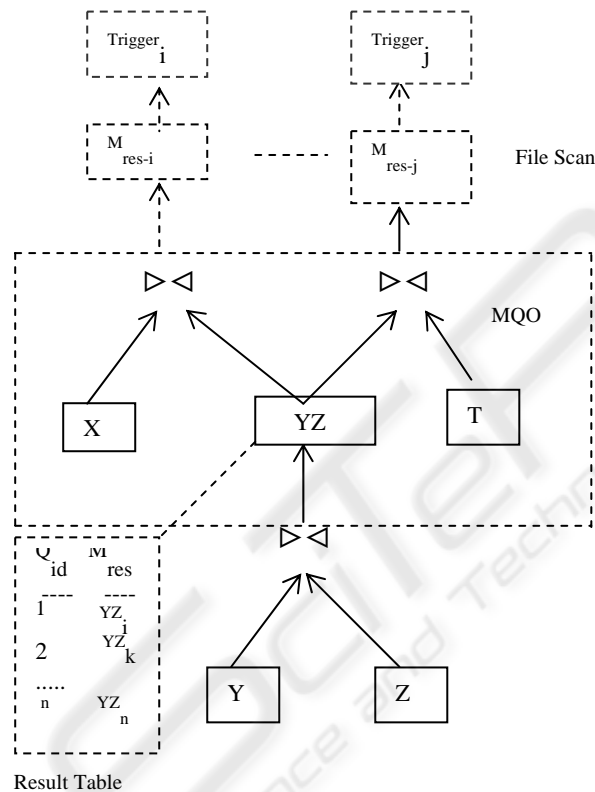 Trigger i Trigger j
M res-i M res-j File Scan
MQO
X YZ T
Q id M res
----- -----
1 YZ i
2 YZ k
.....
n YZ n
Y Z
Result Table